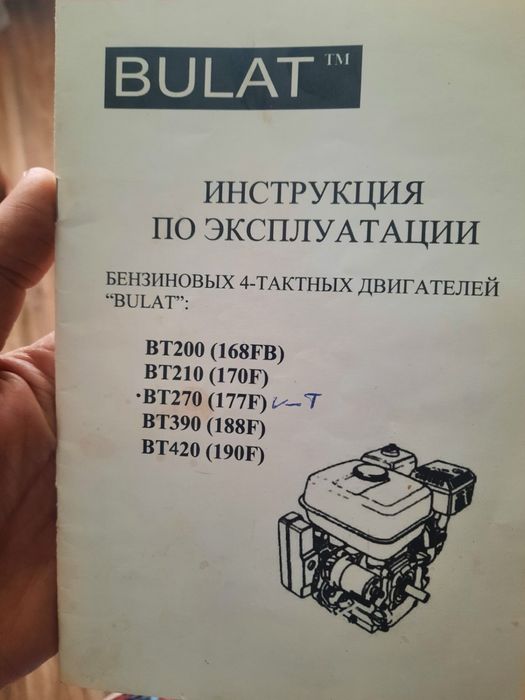 BULAT™
ИНСТРУКЦИЯ
ПО ЭКСПЛУАТАЦИИ
БЕНЗИНОВЫХ 4-ТАКТНЫХ ДВИГАТЕЛЕЙ
“BULAT”:
BT200 (168FB)
BT210 (170F)
·BT270 (177F) V-T
BT390 (188F)
BT420 (190F)